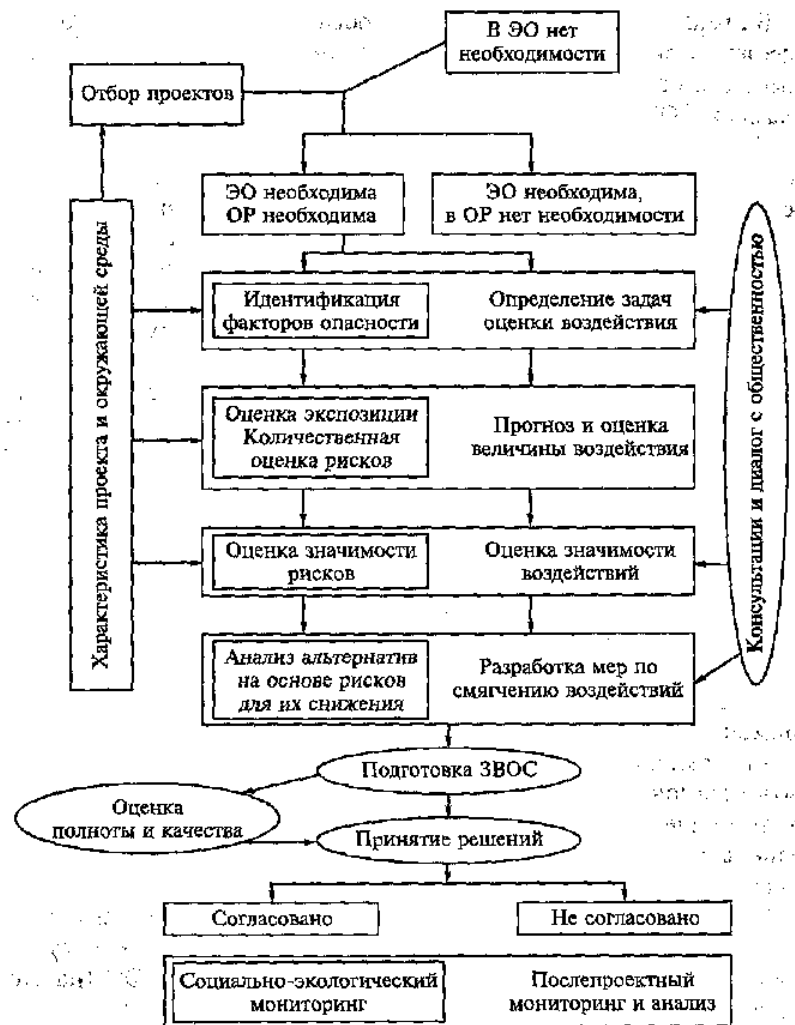 В ЭО нет
необходимости
Отбор проектов
ЭО необходима
ОР необходима
ЭО необходима,
в ОР нет необходимости
Характеристика проекта и окружающей среды
Идентификация
факторов опасности
Определение задач
оценки воздействия
Консультации и диалог с общественностью
Оценка экспозиции
Количественная
оценка рисков
Прогноз и оценка
величины воздействия
Оценка значимости
рисков
Оценка значимости
воздействий
Анализ альтернатив
на основе рисков
для их снижения
Разработка мер по
смягчению воздействий
Подготовка ЗВОС
Оценка
полноты и качества
Принятие решений
Согласовано
Не согласовано
Социально-экологический
мониторинг
Послепроектный
мониторинг и анализ